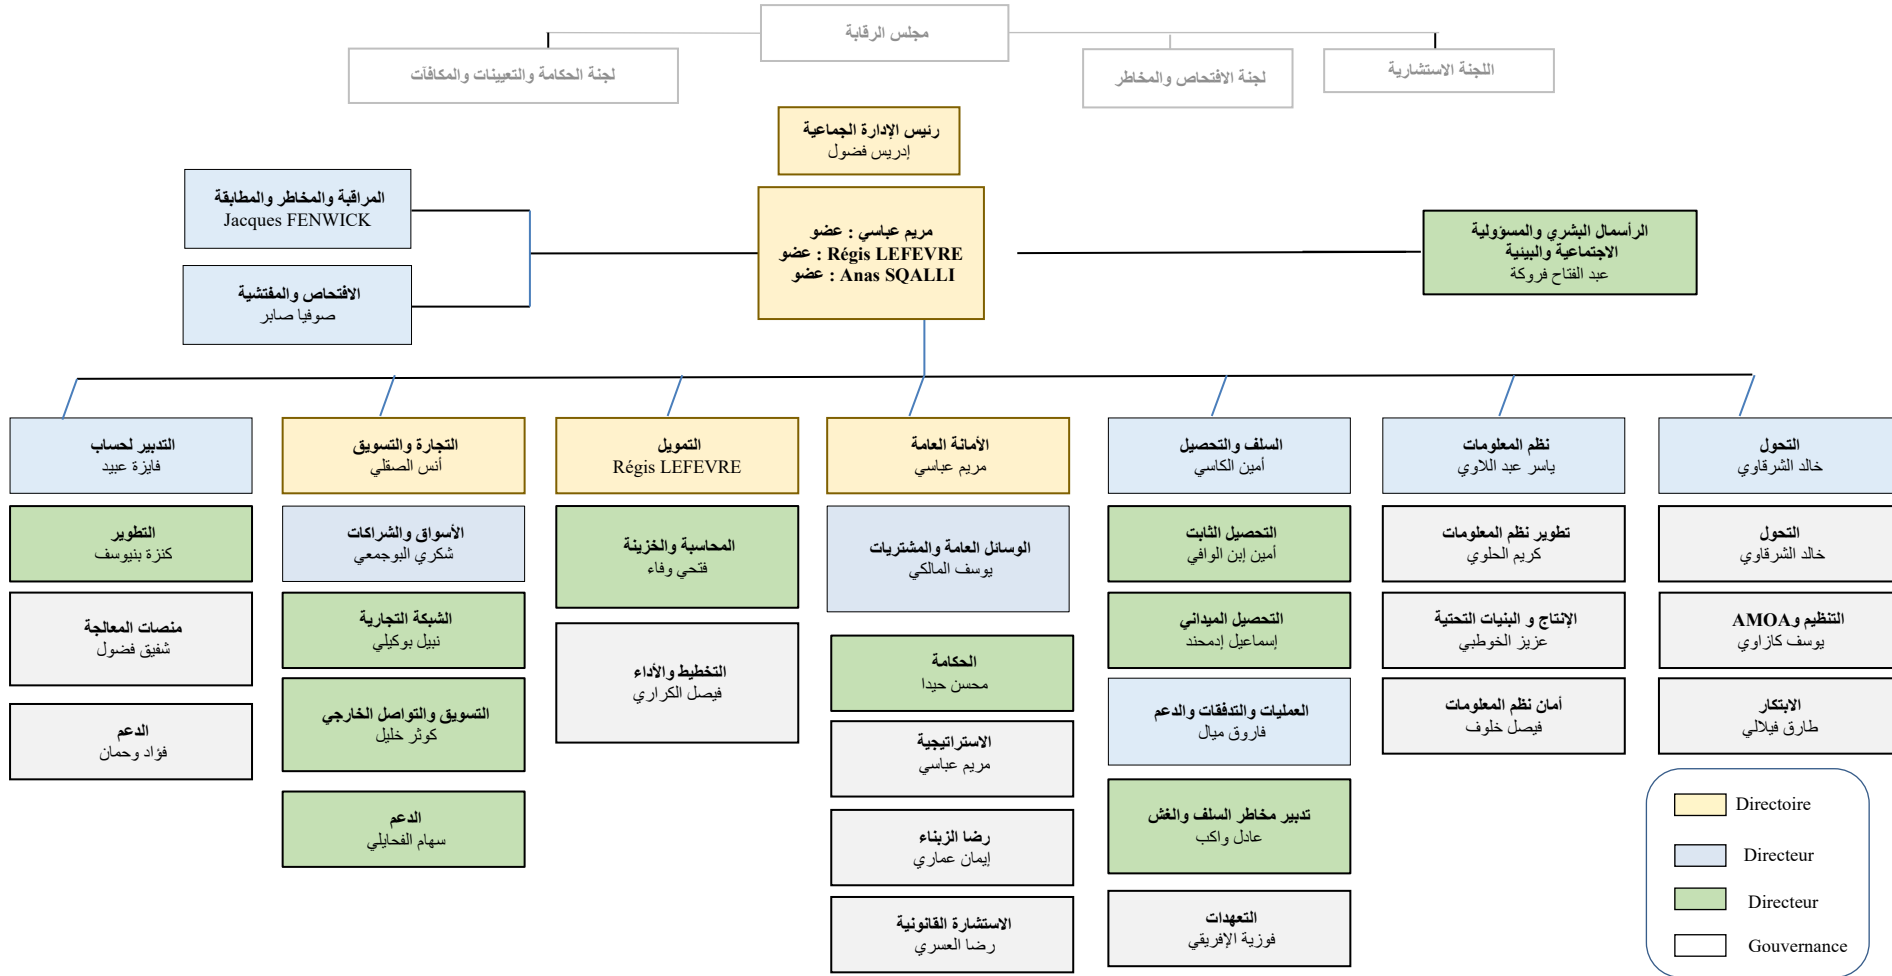 مجلس الرقابة
لجنة الحكامة والتعيينات والمكافآت
لجنة الافتحاص والمخاطر
اللجنة الاستشارية
رئيس الإدارة الجماعية
إدريس فضول
المراقبة والمخاطر والمطابقة
Jacques FENWICK
الافتحاص والمفتشية
صوفيا صابر
مريم عباسي : عضو
Régis LEFEVRE : عضو
Anas SQALLI : عضو
الرأسمال البشري والمسؤولية
الاجتماعية والبيئية
عبد الفتاح فروكة
التدبير لحساب
فايزة عبيد
التطوير
كنزة بنيوسف
منصات المعالجة
شفيق فضول
الدعم
فؤاد وحمان
التجارة والتسويق
أنس الصقلي
الأسواق والشراكات
شكري البوجمعي
الشبكة التجارية
نبيل بوكيلي
التسويق والتواصل الخارجي
كوثر خليل
الدعم
سهام الفحايلي
التمويل
Régis LEFEVRE
المحاسبة والخزينة
فتحي وفاء
التخطيط والأداء
فيصل الكراري
الأمانة العامة
مريم عباسي
الوسائل العامة والمشتريات
يوسف المالكي
الحكامة
محسن حيدا
الاستراتيجية
مريم عباسي
رضا الزبناء
إيمان عماري
الاستشارة القانونية
رضا العسري
السلف والتحصيل
أمين الكاسي
التحصيل الثابت
أمين إبن الوافي
التحصيل الميداني
إسماعيل إدمحند
العمليات والتدفقات والدعم
فاروق ميال
تدبير مخاطر السلف والغش
عادل واكب
التعهدات
فوزية الإفريقي
نظم المعلومات
ياسر عبد اللاوي
تطوير نظم المعلومات
كريم الحلوي
الإنتاج و البنيات التحتية
عزيز الخوطبي
أمان نظم المعلومات
فيصل خلوف
التحول
خالد الشرقاوي
التحول
خالد الشرقاوي
التنظيم وAMOA
يوسف كازاوي
الابتكار
طارق فيلالي
Directoire
Directeur
Directeur
Gouvernance